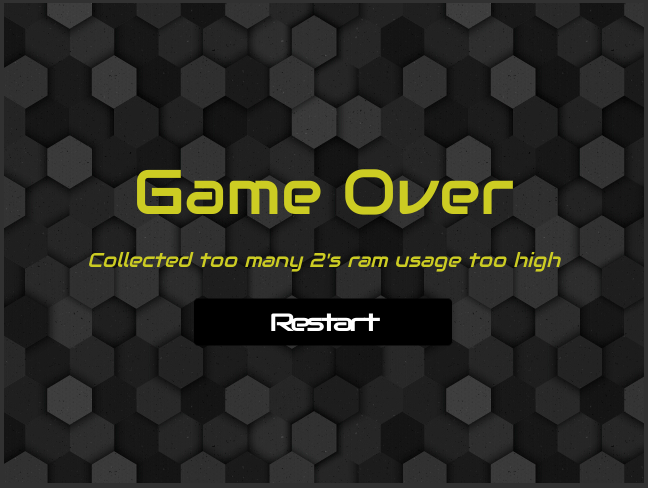 Game Over
Collected too many 2's ram usage too high
Restart